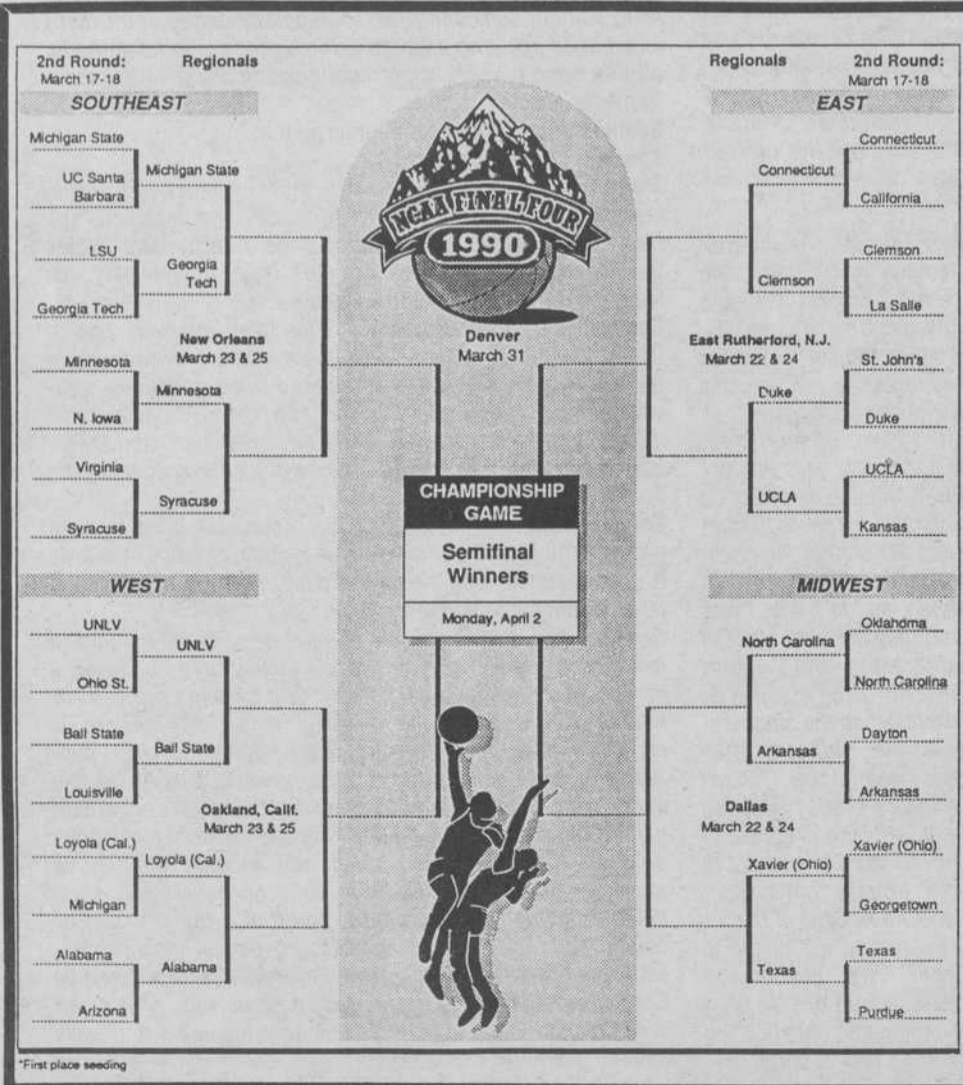 2nd Round:
March 17-18
Regionals
SOUTHEAST
Michigan State
UC Santa
Barbara
LSU
Georgia Tech
Minnesota
N. Iowa
Virginia
Syracuse
Michigan State
Georgia
Tech
Minnesota
Syracuse
New Orleans
March 23 & 25
WEST
UNLV
Ohio St.
Ball State
Louisville
Loyola (Cal.)
Michigan
Alabama
Arizona
UNLV
Ball State
Loyola (Cal.)
Alabama
Oakland, Calif.
March 23 & 25
NCAA FINAL FOUR
1990
Denver
March 31
CHAMPIONSHIP
GAME
Semifinal
Winners
Monday, April 2
Regionals
2nd Round:
March 17-18
EAST
Connecticut
Clemson
Duke
UCLA
East Rutherford, N.J.
March 22 & 24
Connecticut
California
Clemson
La Salle
St. John's
Duke
UCLA
Kansas
MIDWEST
North Carolina
Arkansas
Xavier (Ohio)
Texas
Dallas
March 22 & 24
Oklahoma
North Carolina
Dayton
Arkansas
Xavier (Ohio)
Georgetown
Texas
Purdue
*First place seeding